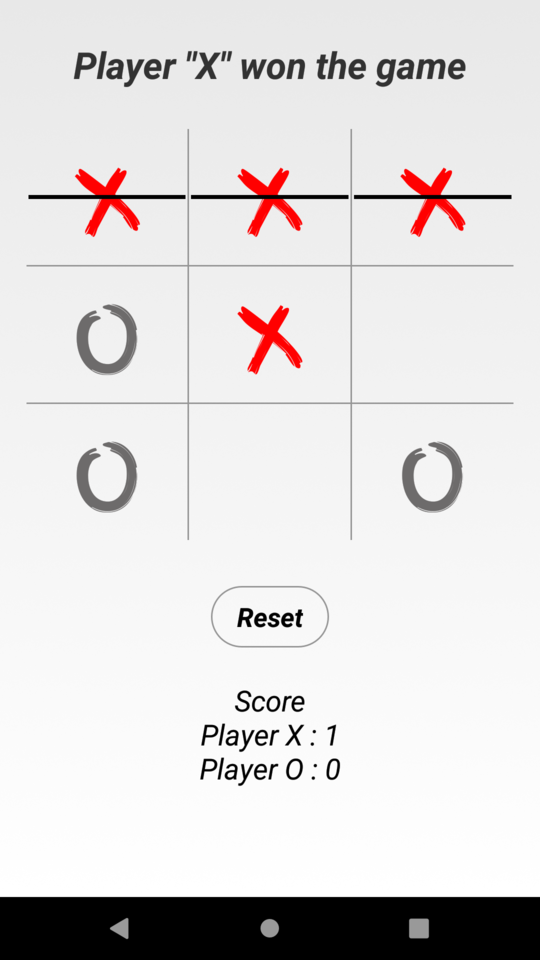 Player "X" won the game
X X X
O X
O O
Reset
Score
Player X : 1
Player O : 0